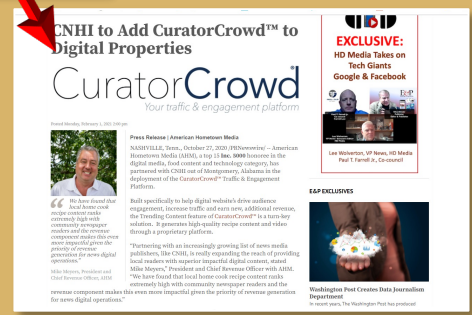 CNHI to Add CuratorCrowd™ to
Digital Properties
CuratorCrowd®
Your traffic & engagement platform
Posted Monday, February 1, 2021 2:00 pm
Press Release | American Hometown Media
NASHVILLE, Tenn., October 27, 2020 /PRNewswire/ -- American
Hometown Media (AHM), a top 15 Inc. 5000 honoree in the
digital media, food content and technology category, has
partnered with CNHI out of Montgomery, Alabama in the
deployment of the CuratorCrowd™ Traffic & Engagement
Platform.
Built specifically to help digital website's drive audience
engagement, increase traffic and earn new, additional revenue,
the Trending Content feature of CuratorCrowd™ is a turn-key
solution. It generates high-quality recipe content and video
through a proprietary platform.
"Partnering with an increasingly growing list of news media
publishers, like CNHI, is really expanding the reach of providing
local readers with superior impactful digital content, stated
Mike Meyers," President and Chief Revenue Officer with AHM.
"We have found that local home-cook recipe content ranks
extremely high with community newspaper readers and the
revenue component makes this even more impactful given the priority of revenue generation
for news digital operations."
“ We have found that
local home cook
recipe content ranks
extremely high with
community newspaper
readers and the revenue
component makes this even
more impactful given the
priority of revenue
generation for news digital
operations,"
Mike Meyers, President and
Chief Revenue Officer, AHM
EXCLUSIVE:
HD Media Takes on
Tech Giants
Google & Facebook
E&P
Lee Wolverton, VP News, HD Media
Paul T. Farrell Jr., Co-council
E&P EXCLUSIVES
Washington Post Creates Data Journalism
Department
In recent years, The Washington Post has produced